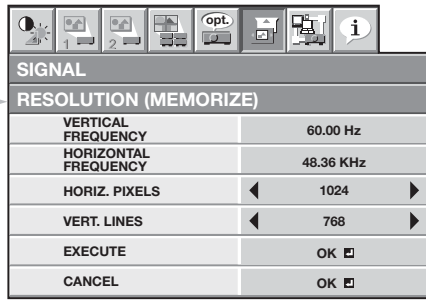 1
2
opt.
i
SIGNAL
RESOLUTION (MEMORIZE)
VERTICAL
FREQUENCY
60.00 Hz
HORIZONTAL
FREQUENCY
48.36 KHz
HORIZ. PIXELS
1024
VERT. LINES
768
EXECUTE
OK
CANCEL
OK